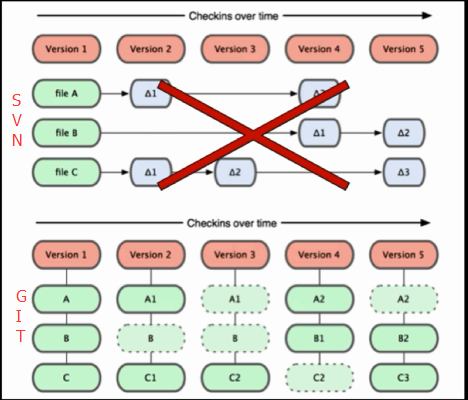 Checkins over time
Version 1 Version 2 Version 3 Version 4 Version 5
SVN
file A Δ1
file B Δ1 Δ2
file C Δ1 Δ2 Δ3
Checkins over time
Version 1 Version 2 Version 3 Version 4 Version 5
GIT
A A1 A1 A2 A2
B B B B1 B2
C C1 C2 C2 C3